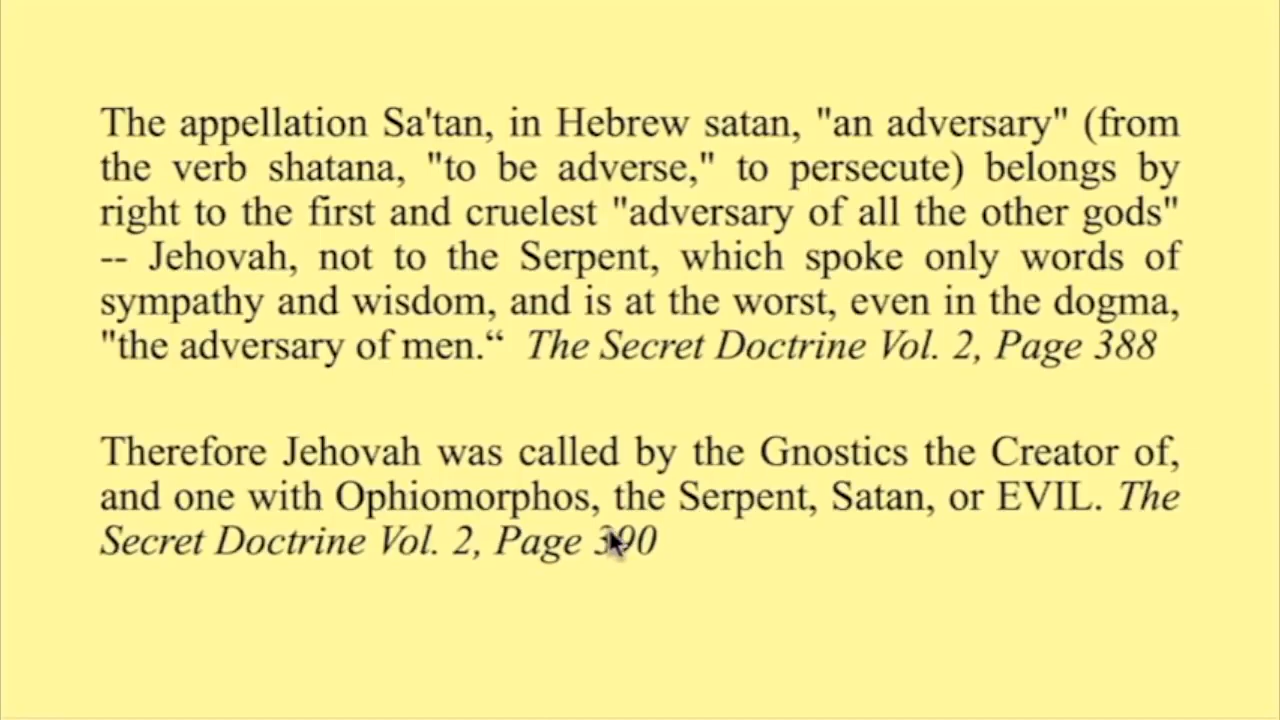 The appellation Sa'tan, in Hebrew satan, "an adversary" (from
the verb shatana, "to be adverse," to persecute) belongs by
right to the first and cruelest "adversary of all the other gods"
-- Jehovah, not to the Serpent, which spoke only words of
sympathy and wisdom, and is at the worst, even in the dogma,
"the adversary of men.“ The Secret Doctrine Vol. 2, Page 388
Therefore Jehovah was called by the Gnostics the Creator of,
and one with Ophiomorphos, the Serpent, Satan, or EVIL. The
Secret Doctrine Vol. 2, Page 390